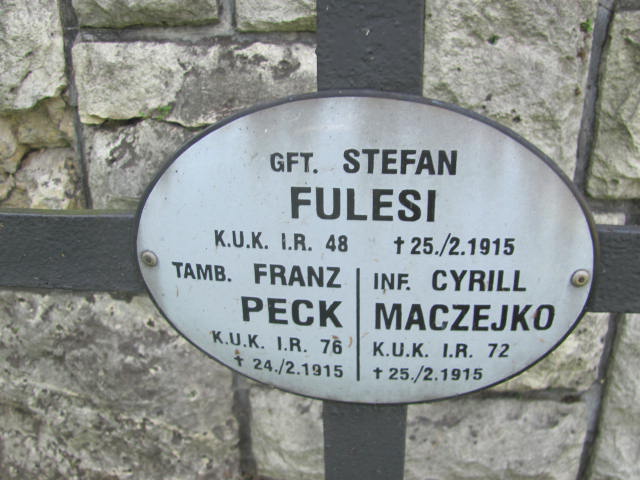 GFT. STEFAN
FULESI
K.U.K. I.R. 48 †25./2.1915
TAMB. FRANZ
PECK
K.U.K. I.R. 76
†24./2.1915
INF. CYRILL
MACZEJKO
K.U.K. I.R. 72
†25./2.1915